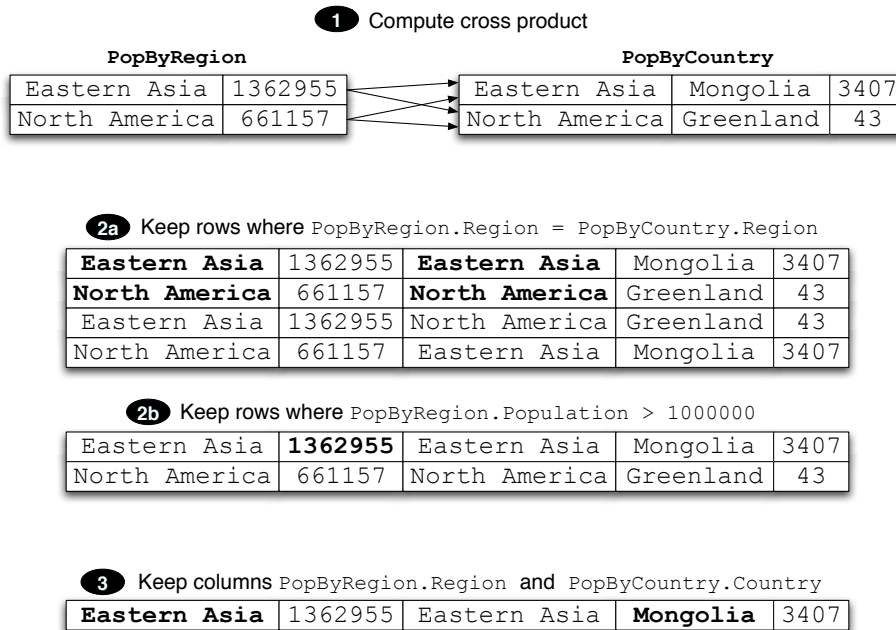 1 Compute cross product
PopByRegion PopByCountry
Eastern Asia 1362955 Eastern Asia Mongolia 3407
North America 661157 North America Greenland 43
2a Keep rows where PopByRegion.Region = PopByCountry.Region
Eastern Asia 1362955 Eastern Asia Mongolia 3407
North America 661157 North America Greenland 43
Eastern Asia 1362955 North America Greenland 43
North America 661157 Eastern Asia Mongolia 3407
2b Keep rows where PopByRegion.Population > 1000000
Eastern Asia 1362955 Eastern Asia Mongolia 3407
North America 661157 North America Greenland 43
3 Keep columns PopByRegion.Region and PopByCountry.Country
Eastern Asia 1362955 Eastern Asia Mongolia 3407